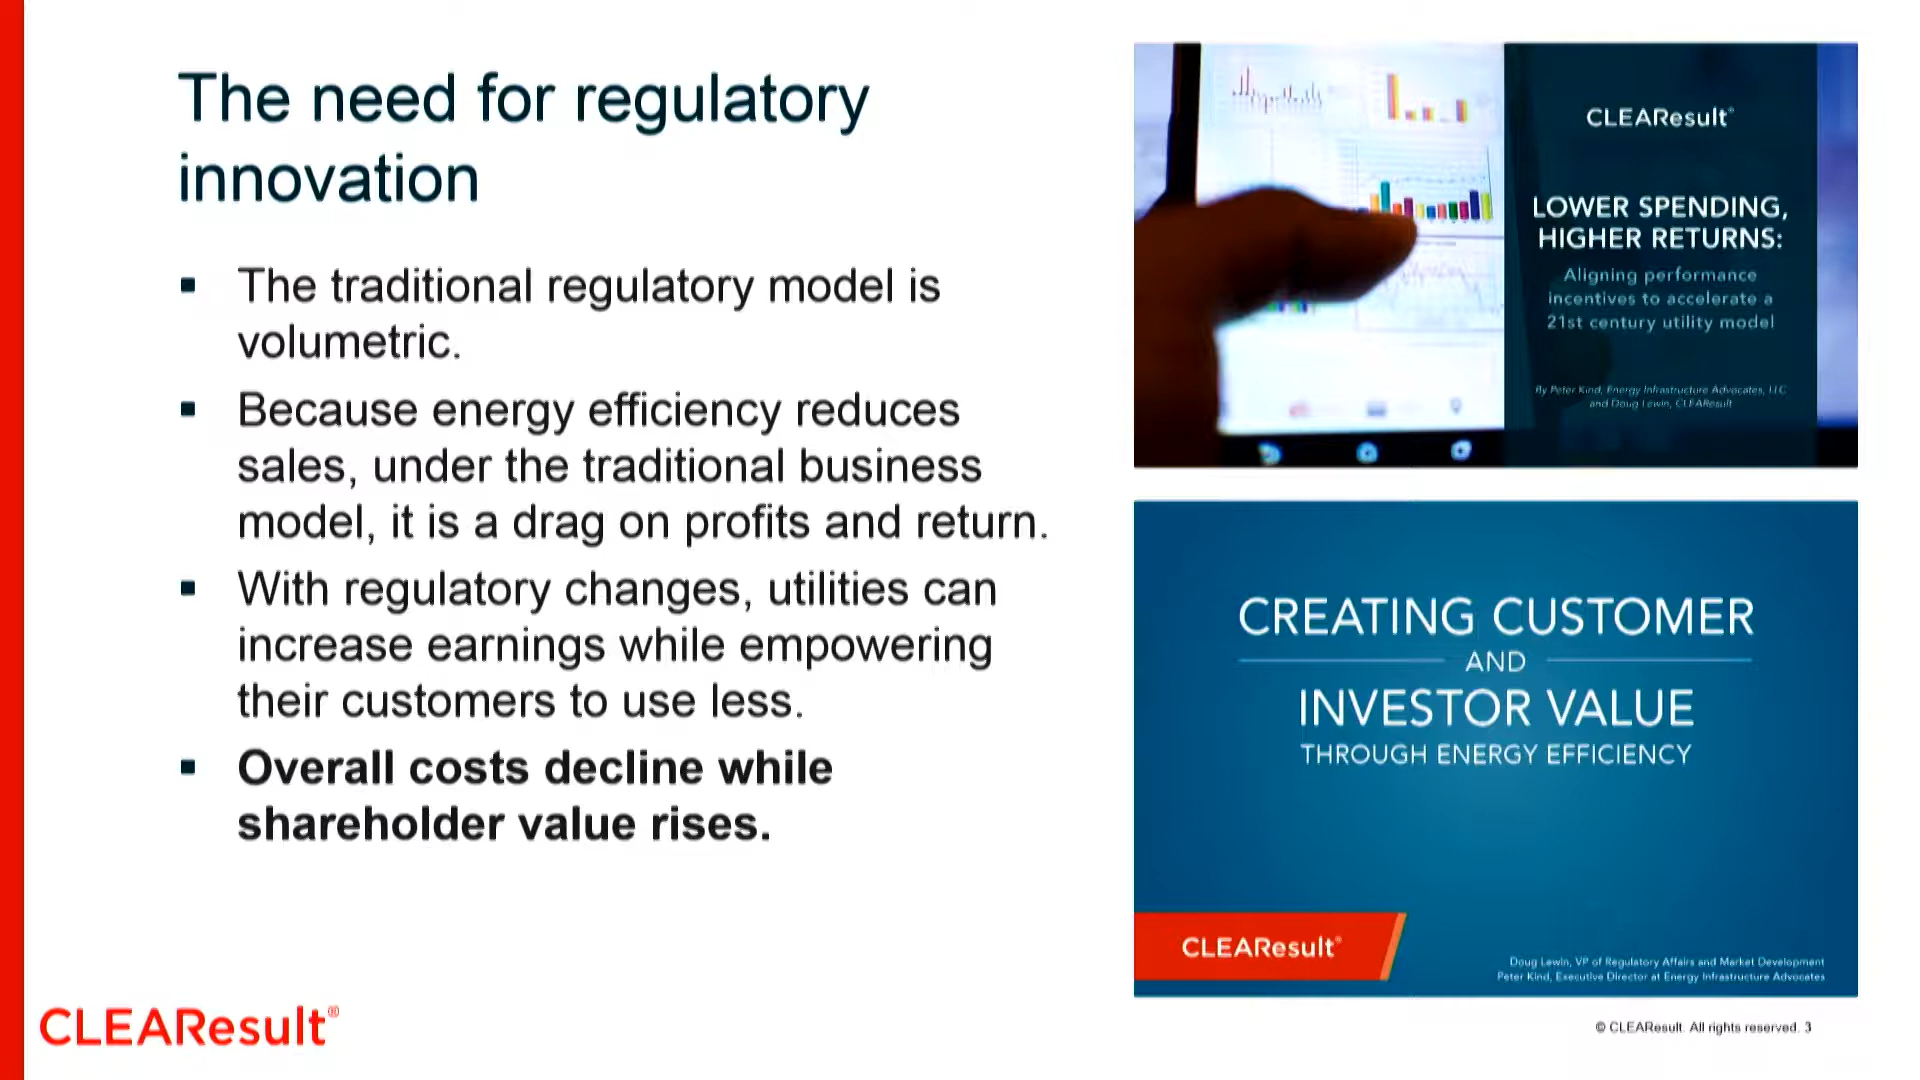 The need for regulatory
innovation
▪ The traditional regulatory model is
volumetric.
▪ Because energy efficiency reduces
sales, under the traditional business
model, it is a drag on profits and return.
▪ With regulatory changes, utilities can
increase earnings while empowering
their customers to use less.
▪ Overall costs decline while
shareholder value rises.
CLEAResult®
LOWER SPENDING,
HIGHER RETURNS:
Aligning performance
incentives to accelerate a
21st century utility model
By Peter Kind, Energy Infrastructure Advocates, LLC
and Doug Lewin, CLEAResult
CREATING CUSTOMER
AND
INVESTOR VALUE
THROUGH ENERGY EFFICIENCY
CLEAResult®
Doug Lewin, VP of Regulatory Affairs and Market Development
Peter Kind, Executive Director at Energy Infrastructure Advocates
CLEAResult®
© CLEAResult. All rights reserved. 3